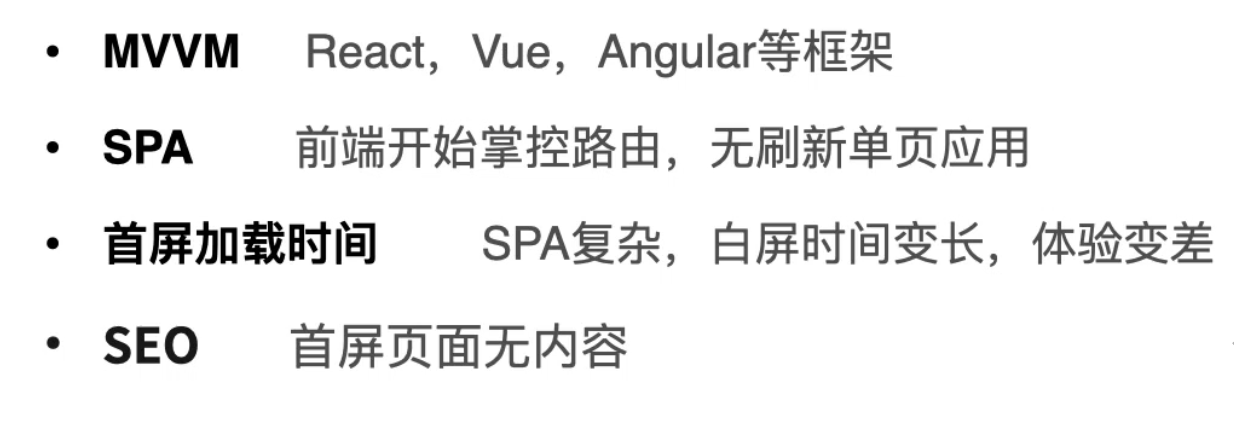 • MVVM React，Vue，Angular等框架
• SPA 前端开始掌控路由，无刷新单页应用
• 首屏加载时间 SPA复杂，白屏时间变长，体验变差
• SEO 首屏页面无内容